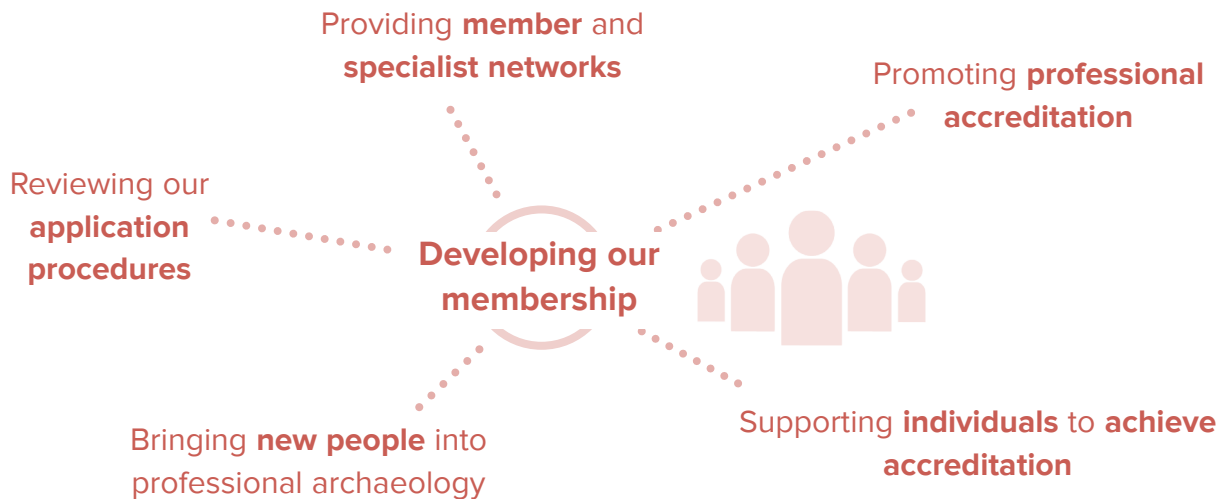 Providing member and
specialist networks
Promoting professional
accreditation
Reviewing our
application
procedures
Developing our
membership
Bringing new people into
professional archaeology
Supporting individuals to achieve
accreditation